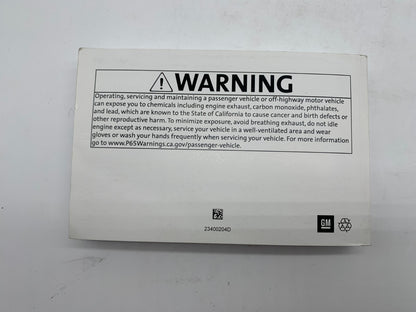 WARNING
Operating, servicing and maintaining a passenger vehicle or off-highway motor vehicle
can expose you to chemicals including engine exhaust, carbon monoxide, phthalates,
and lead, which are known to the State of California to cause cancer and birth defects or
other reproductive harm. To minimize exposure, avoid breathing exhaust, do not idle
engine except as necessary, service your vehicle in a well-ventilated area and wear
gloves or wash your hands frequently when servicing your vehicle. For more information
go to www.P65Warnings.ca.gov/passenger-vehicle.
23400204D
GM